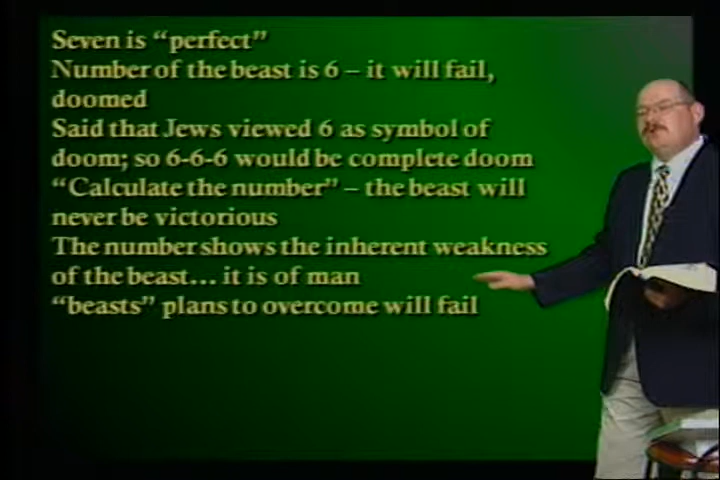 Seven is “perfect”
Number of the beast is 6 – it will fail,
doomed
Said that Jews viewed 6 as symbol of
doom; so 6-6-6 would be complete doom
“Calculate the number” – the beast will
never be victorious
The number shows the inherent weakness
of the beast... it is of man
“beasts” plans to overcome will fail